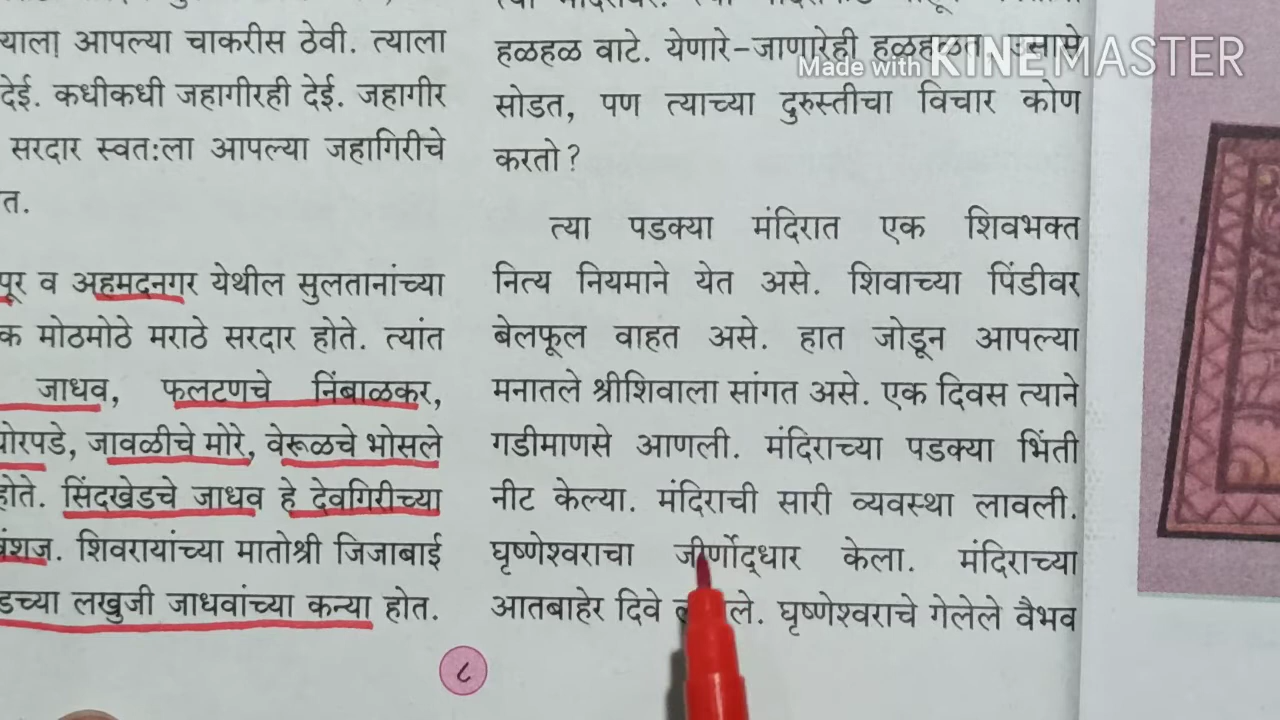 याला आपल्या चाकरीस ठेवी. त्याला
देई. कधीकधी जहागीरही देई. जहागीर
सरदार स्वतःला आपल्या जहागिरीचे
त.
पूर व अहमदनगर येथील सुलतानांच्या
क मोठमोठे मराठे सरदार होते. त्यांत
जाधव, फलटणचे निंबाळकर,
घोरपडे, जावळीचे मोरे, वेरूळचे भोसले
होते. सिंदखेडचे जाधव हे देवगिरीच्या
वंशज. शिवरायांच्या मातोश्री जिजाबाई
डच्या लखुजी जाधवांच्या कन्या होत.
हळहळ वाटे. येणारे-जाणारेही हळहळत, उसासे
सोडत, पण त्याच्या दुरुस्तीचा विचार कोण
करतो?
त्या पडक्या मंदिरात एक शिवभक्त
नित्य नियमाने येत असे. शिवाच्या पिंडीवर
बेलफूल वाहत असे. हात जोडून आपल्या
मनातले श्रीशिवाला सांगत असे. एक दिवस त्याने
गडीमाणसे आणली. मंदिराच्या पडक्या भिंती
नीट केल्या. मंदिराची सारी व्यवस्था लावली.
घृष्णेश्वराचा जीर्णोद्धार केला. मंदिराच्या
आतबाहेर दिवे लावले. घृष्णेश्वराचे गेलेले वैभव
८
Made with KINEMASTER